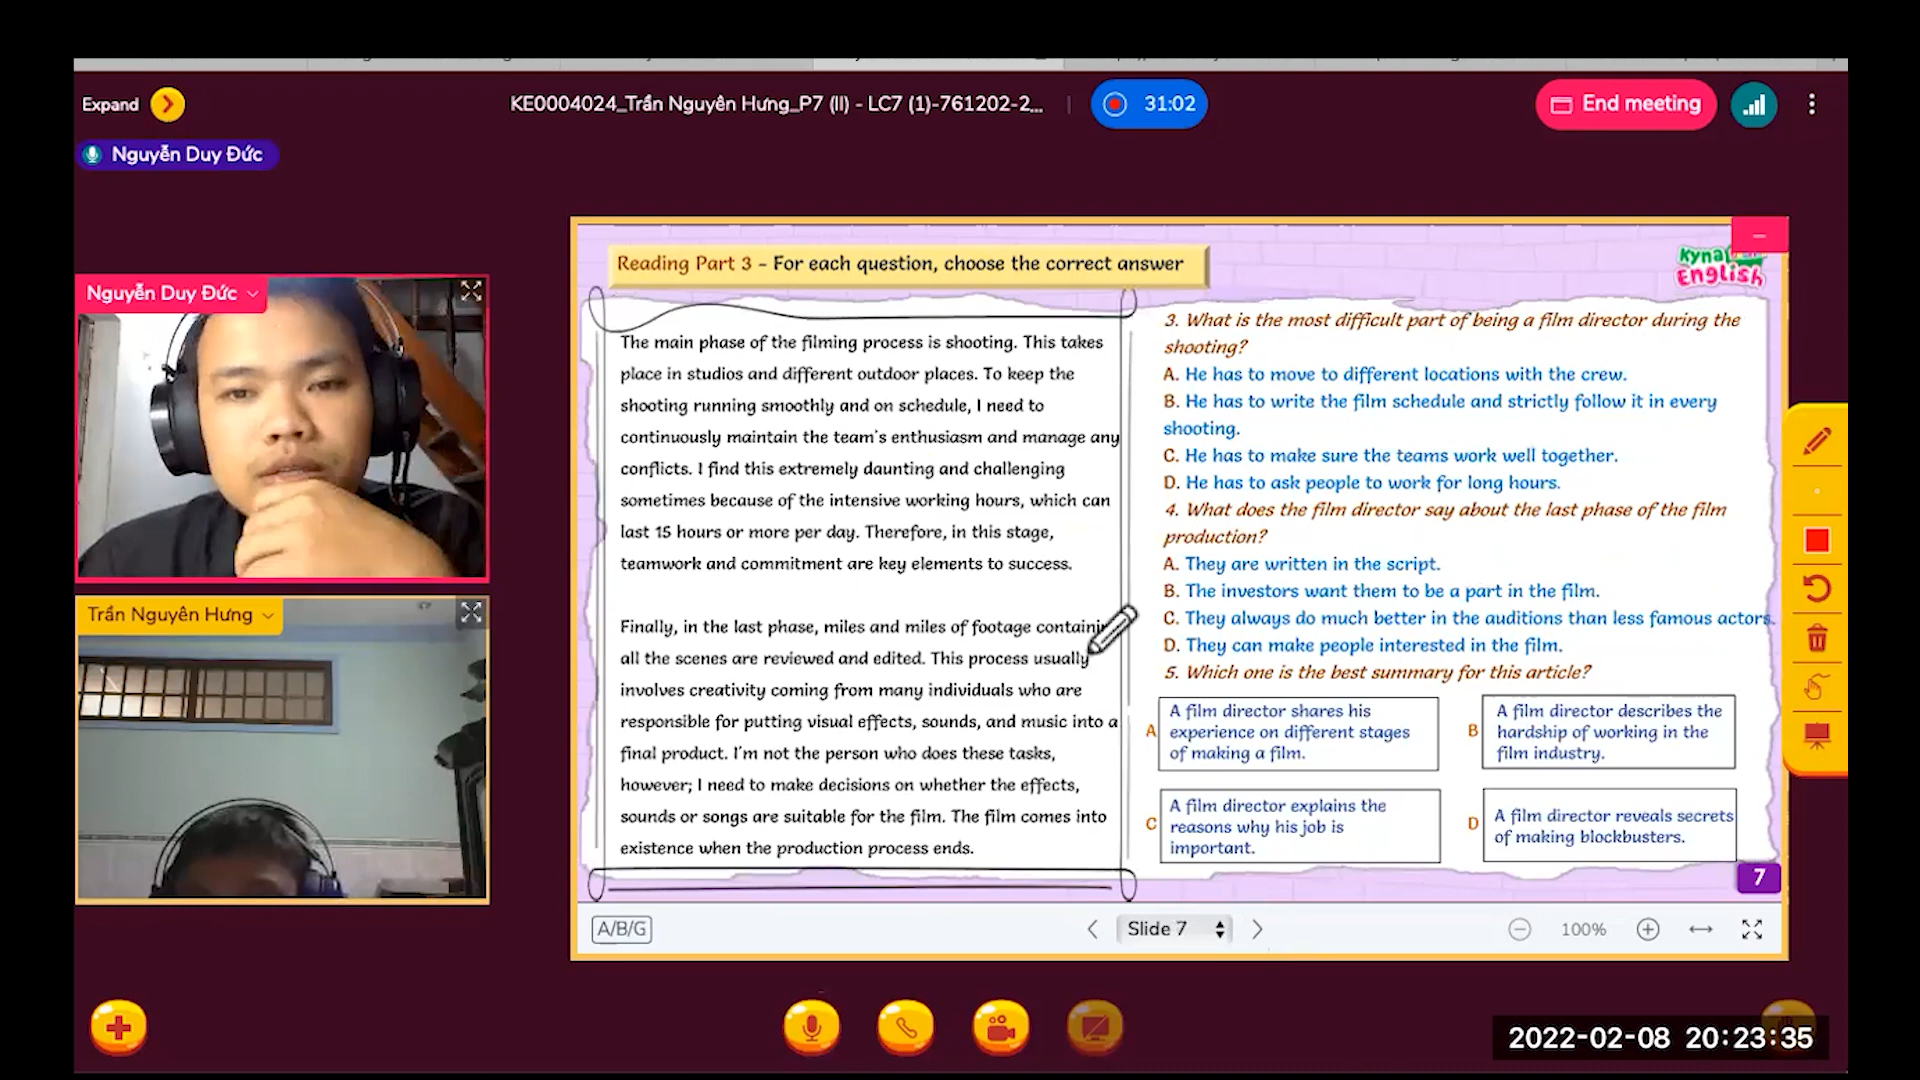 Expand
KE0004024_Trần Nguyên Hưng_P7 (II) - LC7 (1)-761202-2...
31:02
End meeting
Nguyễn Duy Đức
Nguyễn Duy Đức
Trần Nguyên Hưng
Reading Part 3 - For each question, choose the correct answer
Kyna
English
The main phase of the filming process is shooting. This takes
place in studios and different outdoor places. To keep the
shooting running smoothly and on schedule, I need to
continuously maintain the team's enthusiasm and manage any
conflicts. I find this extremely daunting and challenging
sometimes because of the intensive working hours, which can
last 15 hours or more per day. Therefore, in this stage,
teamwork and commitment are key elements to success.
Finally, in the last phase, miles and miles of footage
all the scenes are reviewed and edited. This process usually
involves creativity coming from many individuals who are
responsible for putting visual effects, sounds, and music into a
final product. I'm not the person who does these tasks,
however; I need to make decisions on whether the effects,
sounds or songs are suitable for the film. The film comes into
existence when the production process ends.
3. What is the most difficult part of being a film director during the
shooting?
A. He has to move to different locations with the crew.
B. He has to write the film schedule and strictly follow it in every
shooting.
C. He has to make sure the teams work well together.
D. He has to ask people to work for long hours.
4. What does the film director say about the last phase of the film
production?
A. They are written in the script.
B. The investors want them to be a part in the film.
C. They always do much better in the auditions than less famous actors.
D. They can make people interested in the film.
5. Which one is the best summary for this article?
A
A film director shares his
experience on different stages
of making a film.
B
A film director describes the
hardship of working in the
film industry.
C
A film director explains the
reasons why his job is
important.
D
A film director reveals secrets
of making blockbusters.
7
A/B/G
Slide 7
100%
2022-02-08 20:23:35